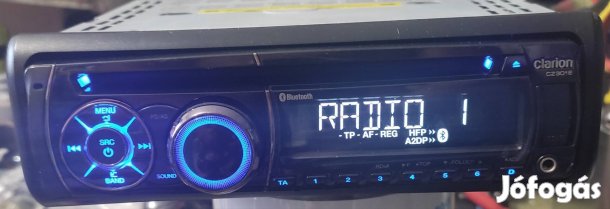 clarion
CZ301E
Bluetooth
MENU
SRC
BAND
SOUND
RADIO 1
- TP - AF - REG
HFP>>
A2DP>>
TA 1 2 3 4 5 6 D
Jófogás